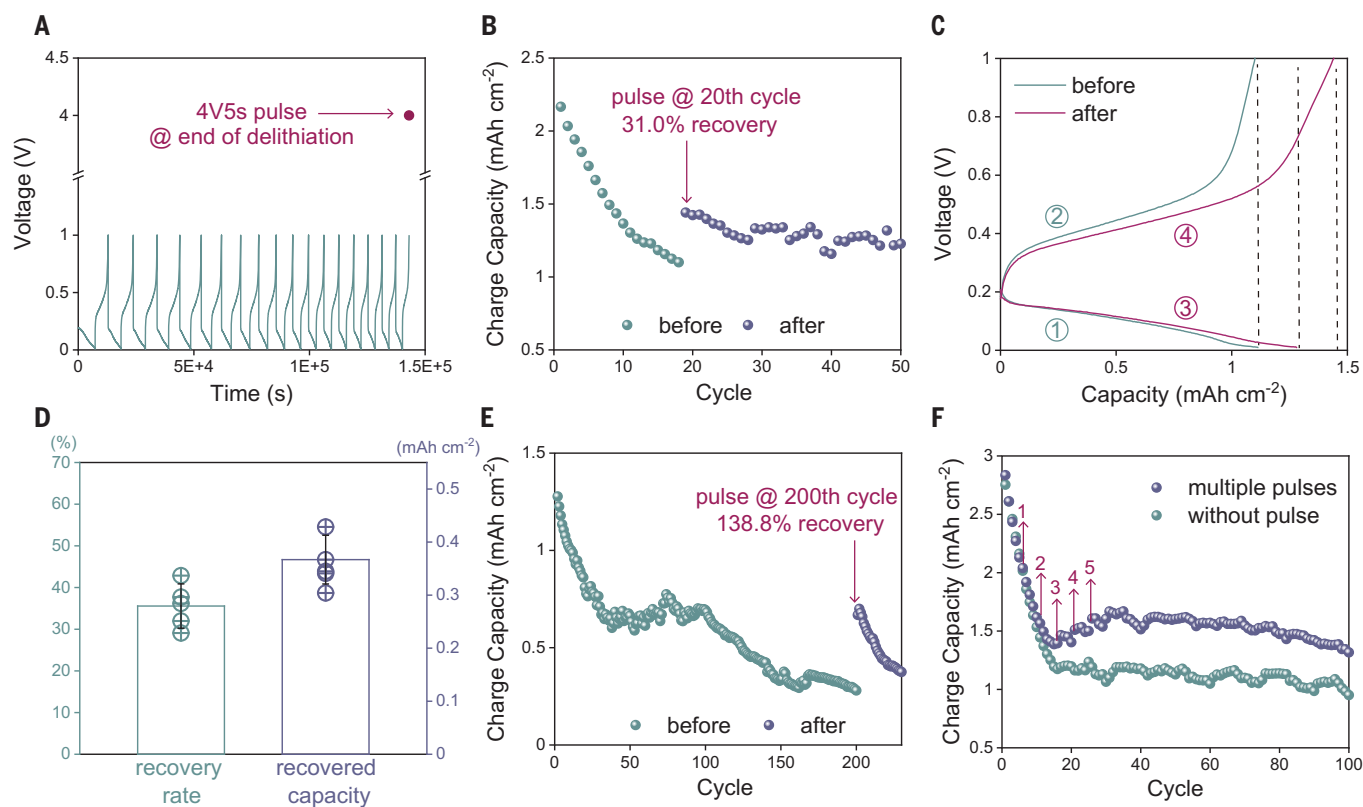 A
4.5
4
0.5
1
0
Voltage (V)
4V5s pulse
@ end of delithiation
0
5E+4
1E+5
1.5E+5
Time (s)
B
2.5
2
1.5
1
0.5
Charge Capacity (mAh cm-2)
pulse @ 20th cycle
31.0% recovery
before
after
0
10
20
30
40
50
Cycle
C
1
0.8
0.6
0.4
0.2
0
Voltage (V)
before
after
2
4
3
1
0
0.5
1
1.5
Capacity (mAh cm-2)
D
(%)
70
60
50
40
30
20
10
0
(mAh cm-2)
0.5
0.4
0.3
0.2
0.1
0
recovery
rate
recovered
capacity
E
1.5
1
0.5
0
Charge Capacity (mAh cm-2)
pulse @ 200th cycle
138.8% recovery
before
after
0
50
100
150
200
Cycle
F
3
2.5
2
1.5
1
0.5
Charge Capacity (mAh cm-2)
multiple pulses
without pulse
1
2
3
4
5
0
20
40
60
80
100
Cycle